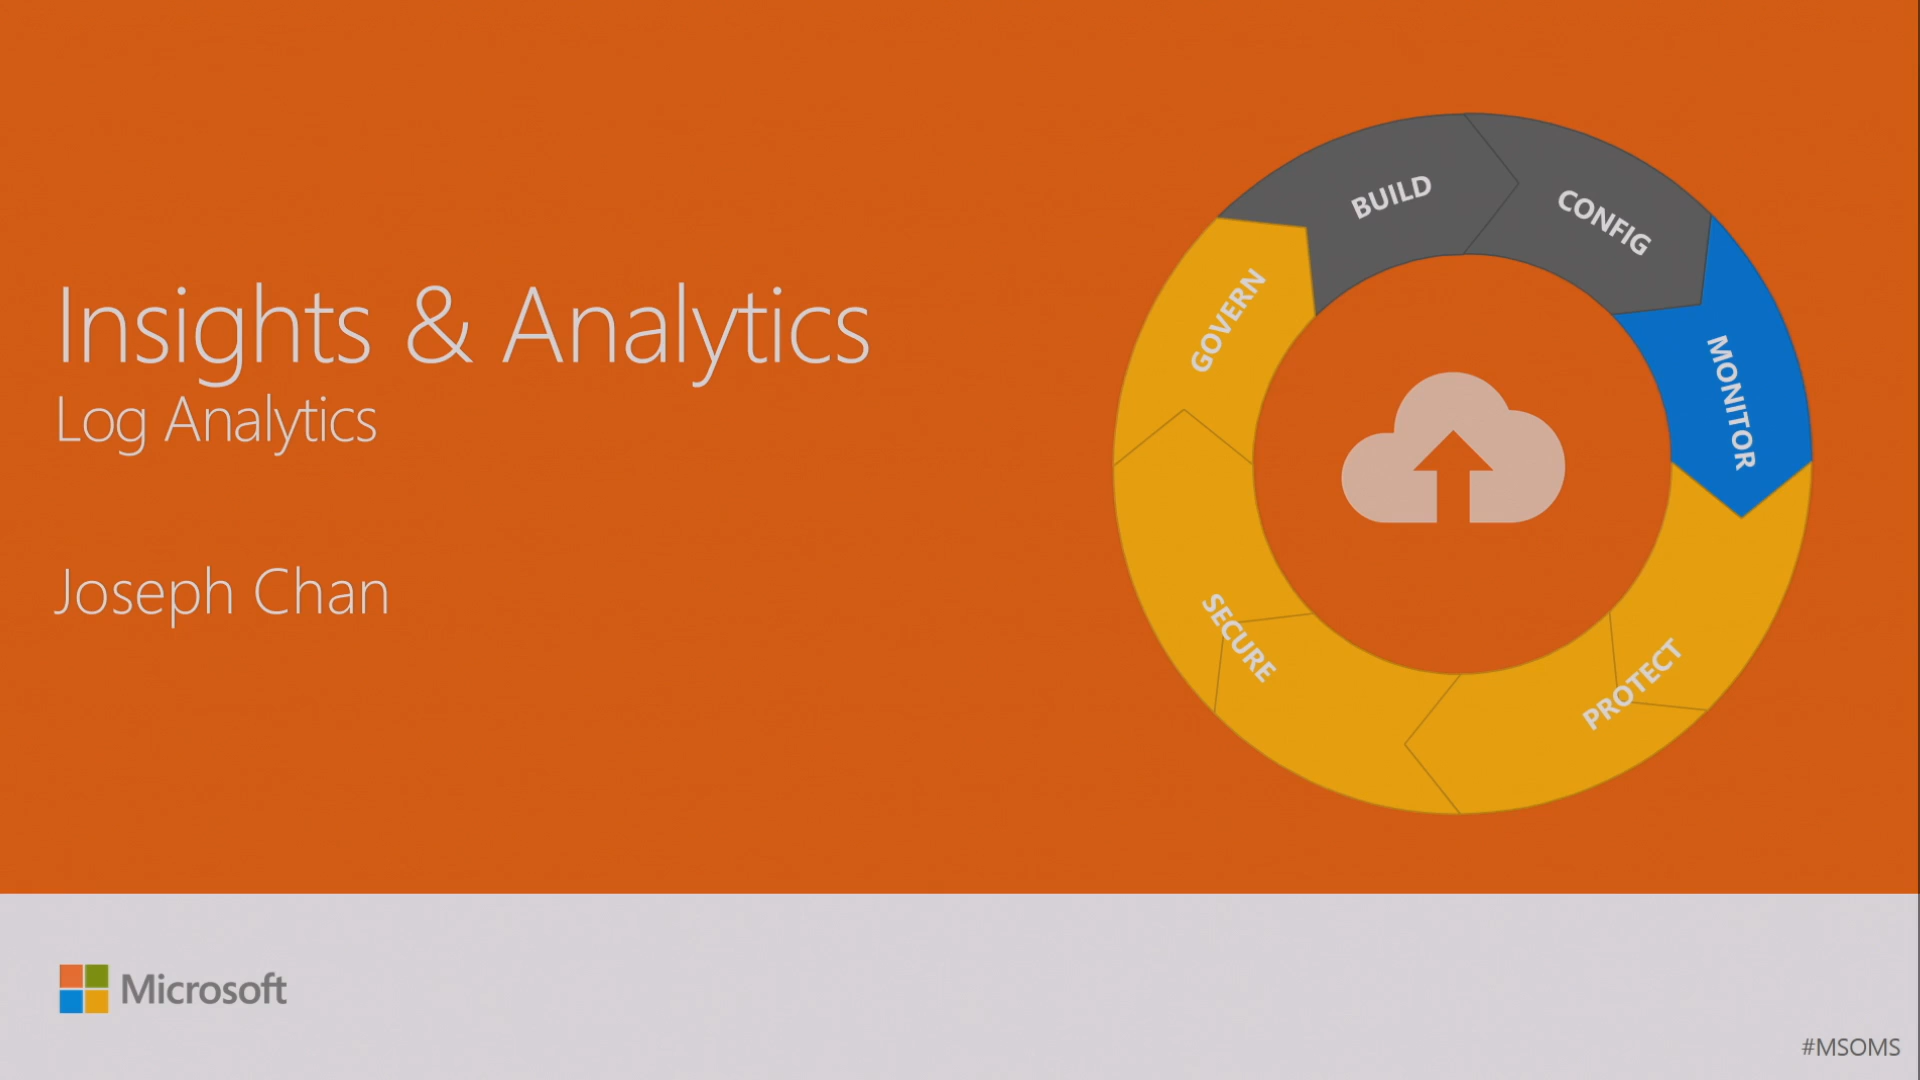 Insights & Analytics
Log Analytics
Joseph Chan
BUILD
CONFIG
MONITOR
PROTECT
SECURE
GOVERN
Microsoft
#MSOMS